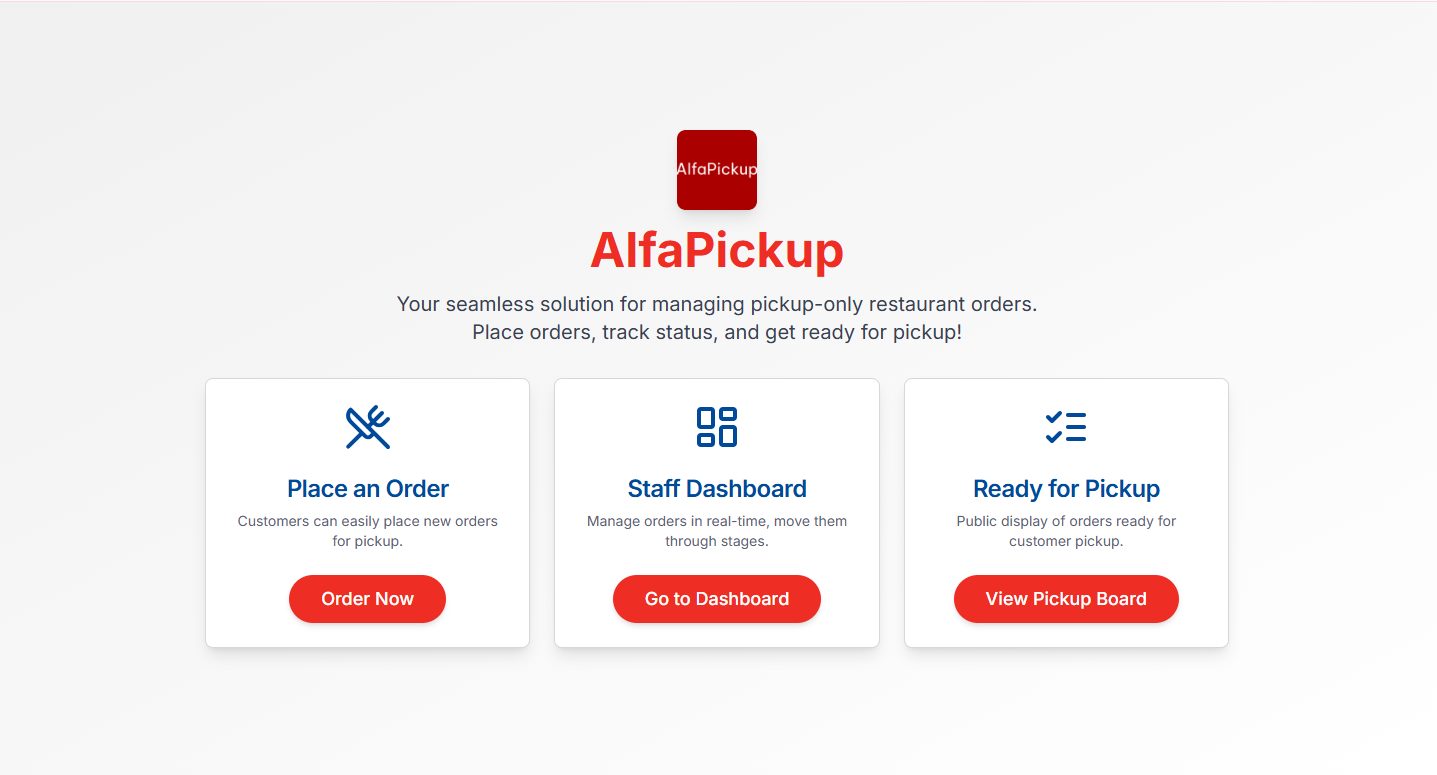 AlfaPickup
AlfaPickup
Your seamless solution for managing pickup-only restaurant orders.
Place orders, track status, and get ready for pickup!
Place an Order
Customers can easily place new orders
for pickup.
Order Now
Staff Dashboard
Manage orders in real-time, move them
through stages.
Go to Dashboard
Ready for Pickup
Public display of orders ready for
customer pickup.
View Pickup Board